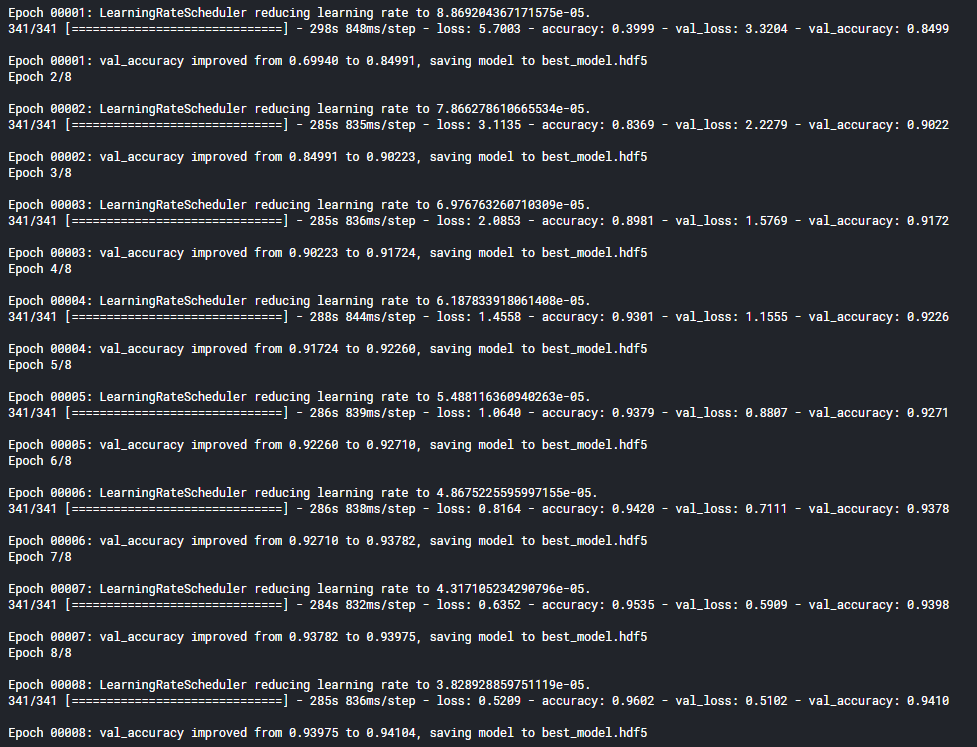 Epoch 00001: LearningRateScheduler reducing learning rate to 8.869204367171575e-05.
341/341 [==============================] - 298s 848ms/step - loss: 5.7003 - accuracy: 0.3999 - val_loss: 3.3204 - val_accuracy: 0.8499
Epoch 00001: val_accuracy improved from 0.69940 to 0.84991, saving model to best_model.hdf5
Epoch 2/8
Epoch 00002: LearningRateScheduler reducing learning rate to 7.866278610665534e-05.
341/341 [==============================] - 285s 835ms/step - loss: 3.1135 - accuracy: 0.8369 - val_loss: 2.2279 - val_accuracy: 0.9022
Epoch 00002: val_accuracy improved from 0.84991 to 0.90223, saving model to best_model.hdf5
Epoch 3/8
Epoch 00003: LearningRateScheduler reducing learning rate to 6.976763260710309e-05.
341/341 [==============================] - 285s 836ms/step - loss: 2.0853 - accuracy: 0.8981 - val_loss: 1.5769 - val_accuracy: 0.9172
Epoch 00003: val_accuracy improved from 0.90223 to 0.91724, saving model to best_model.hdf5
Epoch 4/8
Epoch 00004: LearningRateScheduler reducing learning rate to 6.187833918061408e-05.
341/341 [==============================] - 288s 844ms/step - loss: 1.4558 - accuracy: 0.9301 - val_loss: 1.1555 - val_accuracy: 0.9226
Epoch 00004: val_accuracy improved from 0.91724 to 0.92260, saving model to best_model.hdf5
Epoch 5/8
Epoch 00005: LearningRateScheduler reducing learning rate to 5.488116360940263e-05.
341/341 [==============================] - 286s 839ms/step - loss: 1.0640 - accuracy: 0.9379 - val_loss: 0.8807 - val_accuracy: 0.9271
Epoch 00005: val_accuracy improved from 0.92260 to 0.92710, saving model to best_model.hdf5
Epoch 6/8
Epoch 00006: LearningRateScheduler reducing learning rate to 4.8675225595997155e-05.
341/341 [==============================] - 286s 838ms/step - loss: 0.8164 - accuracy: 0.9420 - val_loss: 0.7111 - val_accuracy: 0.9378
Epoch 00006: val_accuracy improved from 0.92710 to 0.93782, saving model to best_model.hdf5
Epoch 7/8
Epoch 00007: LearningRateScheduler reducing learning rate to 4.317105234290796e-05.
341/341 [==============================] - 284s 832ms/step - loss: 0.6352 - accuracy: 0.9535 - val_loss: 0.5909 - val_accuracy: 0.9398
Epoch 00007: val_accuracy improved from 0.93782 to 0.93975, saving model to best_model.hdf5
Epoch 8/8
Epoch 00008: LearningRateScheduler reducing learning rate to 3.828928859751119e-05.
341/341 [==============================] - 285s 836ms/step - loss: 0.5209 - accuracy: 0.9602 - val_loss: 0.5102 - val_accuracy: 0.9410
Epoch 00008: val_accuracy improved from 0.93975 to 0.94104, saving model to best_model.hdf5